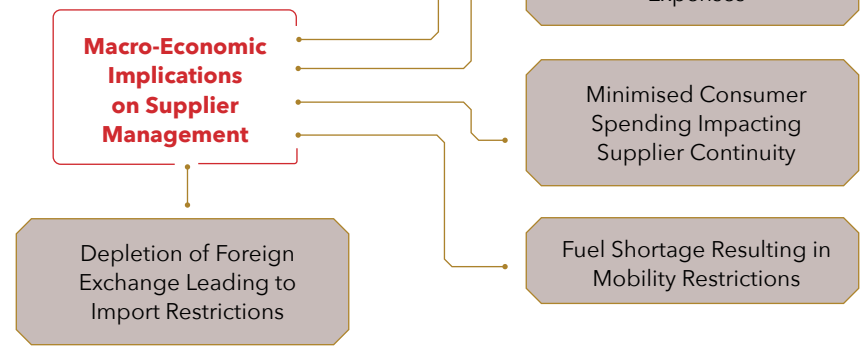 Expenses
Macro-Economic
Implications
on Supplier
Management
Minimised Consumer
Spending Impacting
Supplier Continuity
Depletion of Foreign
Exchange Leading to
Import Restrictions
Fuel Shortage Resulting in
Mobility Restrictions